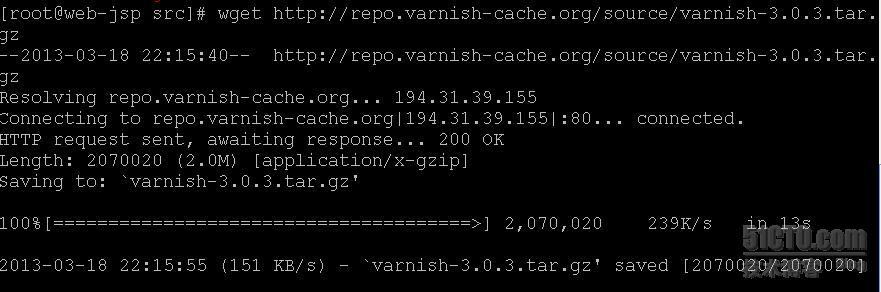 [root@web-jsp src]# wget http://repo.varnish-cache.org/source/varnish-3.0.3.tar.
gz
--2013-03-18 22:15:40--  http://repo.varnish-cache.org/source/varnish-3.0.3.tar.
gz
Resolving repo.varnish-cache.org... 194.31.39.155
Connecting to repo.varnish-cache.org|194.31.39.155|:80... connected.
HTTP request sent, awaiting response... 200 OK
Length: 2070020 (2.0M) [application/x-gzip]
Saving to: `varnish-3.0.3.tar.gz'
100%[======================================>] 2,070,020    239K/s   in 13s
51CTO.com
2013-03-18 22:15:55 (151 KB/s) - `varnish-3.0.3.tar.gz' saved [2070020/2070020]